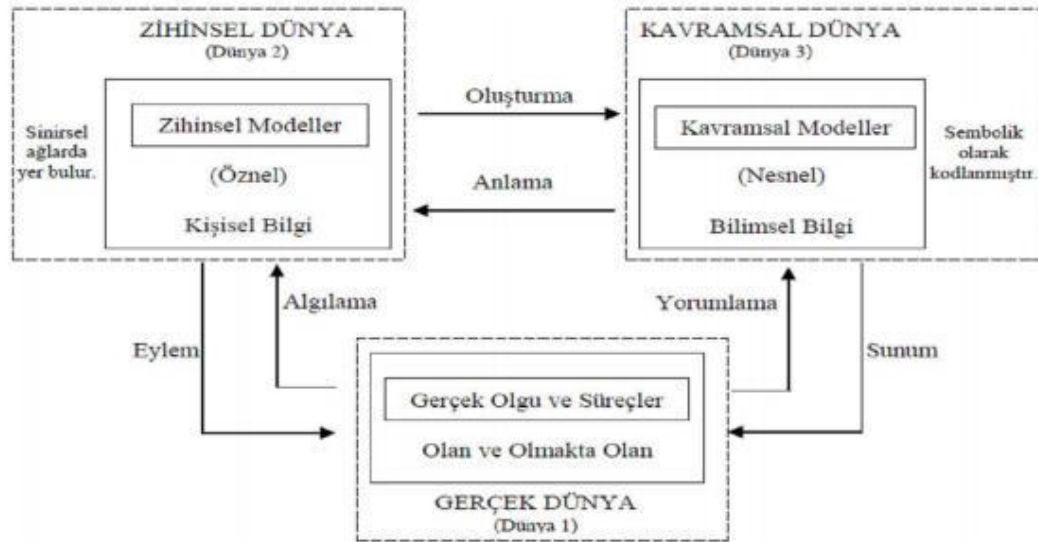 ZİHİNSEL DÜNYA
(Dünya 2)
Zihinsel Modeller
(Öznel)
Kişisel Bilgi
Sinirsel
ağlarda
yer bulur.
Oluşturma
Anlama
KAVRAMSAL DÜNYA
(Dünya 3)
Kavramsal Modeller
(Nesnel)
Bilimsel Bilgi
Sembolik
olarak
kodlanmıştır.
Eylem
Algılama
Yorumlama
Sunum
Gerçek Olgu ve Süreçler
Olan ve Olmakta Olan
GERÇEK DÜNYA
(Dünya 1)